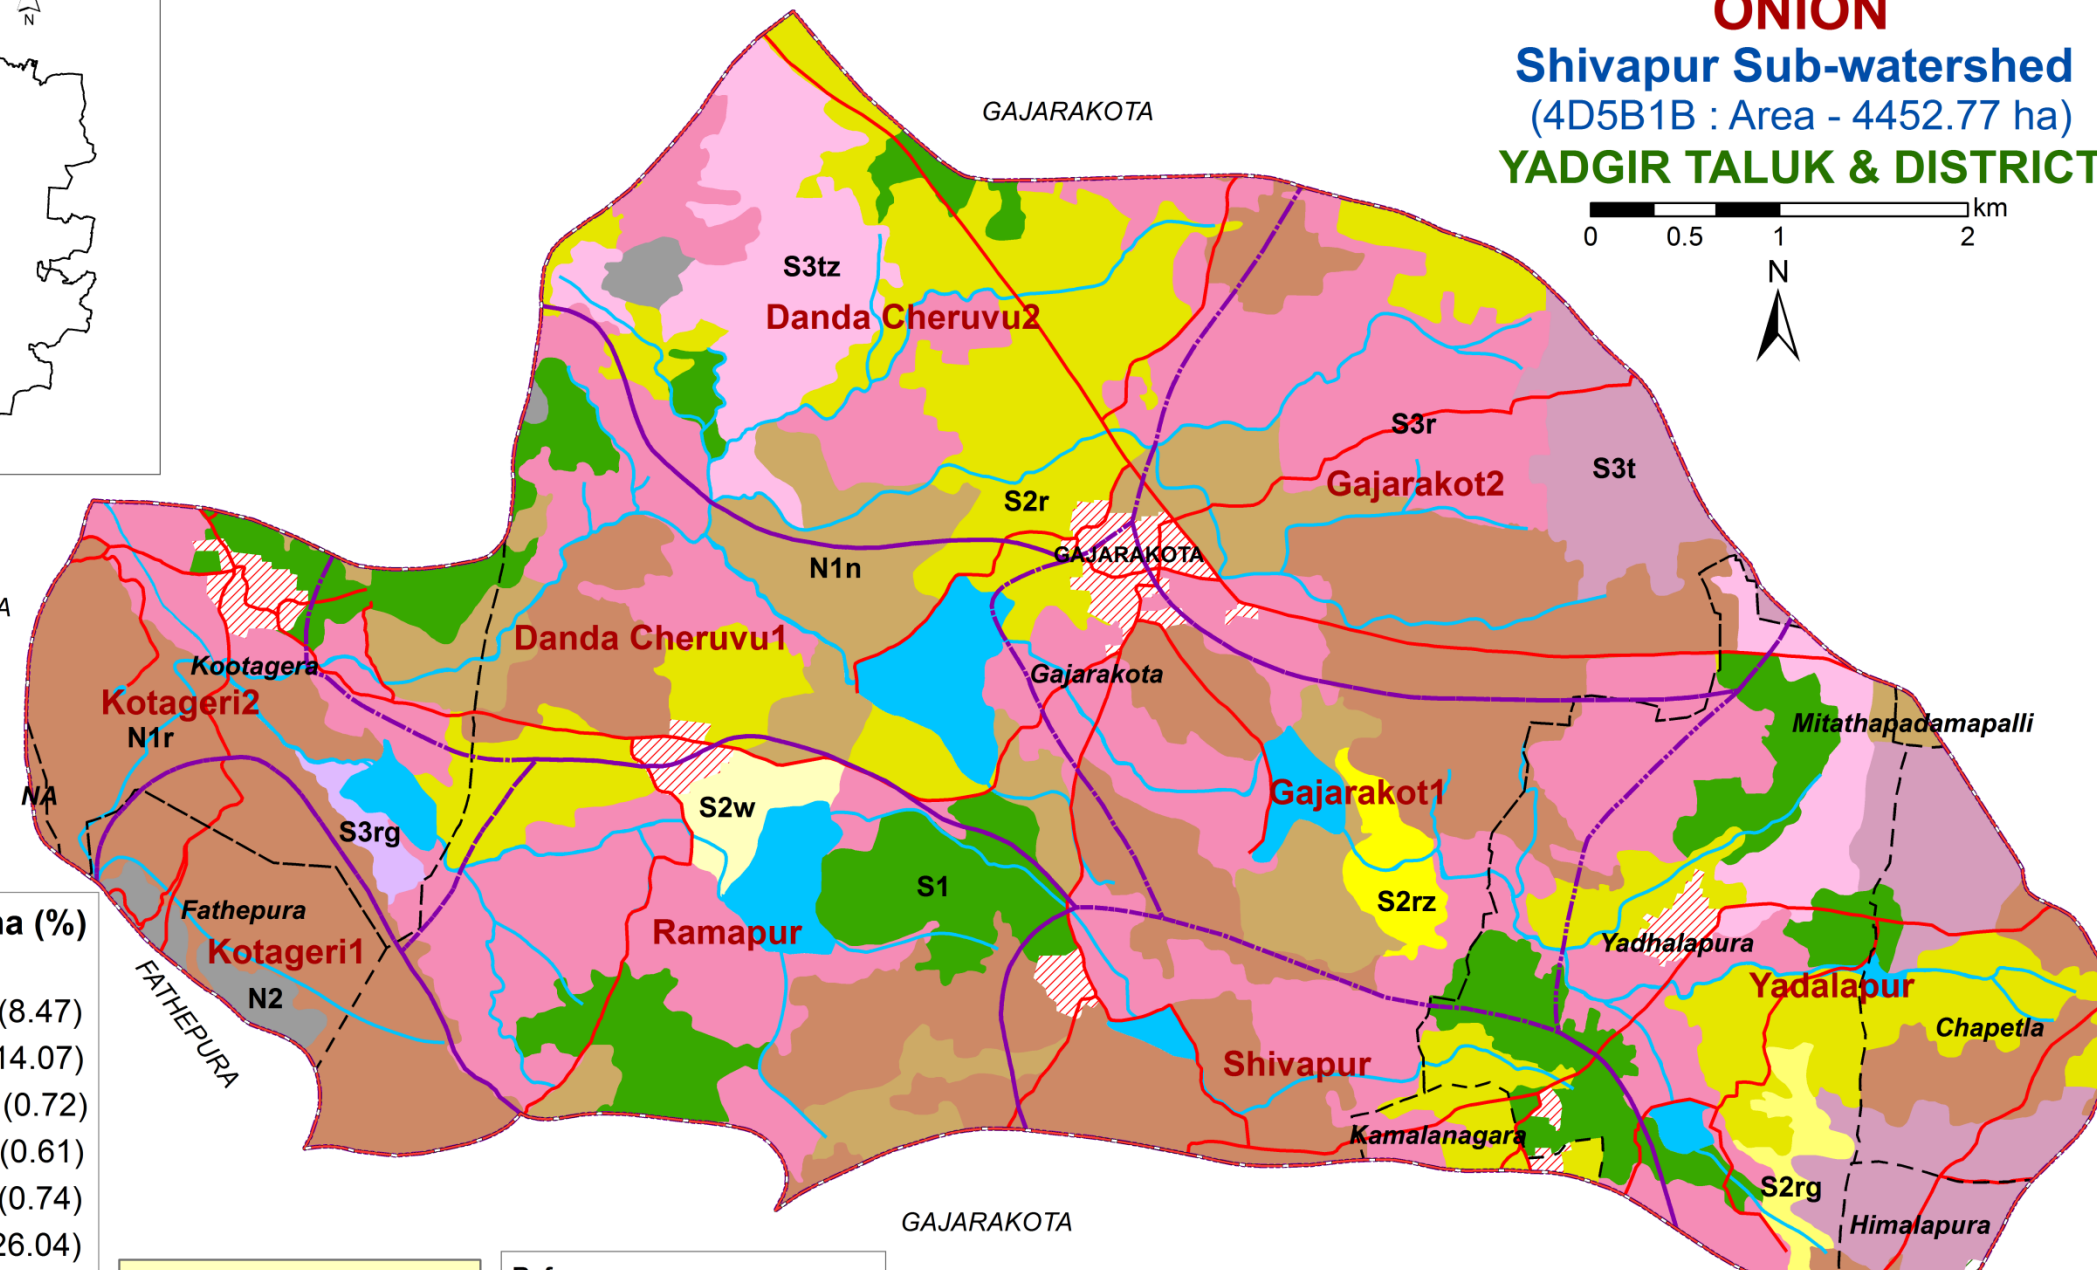 N
ONION
Shivapur Sub-watershed
(4D5B1B : Area - 4452.77 ha)
YADGIR TALUK & DISTRICT
km
0 0.5 1 2
N
GAJARAKOTA
S3tz
Danda Cheruvu2
S3r
S3t
Gajarakot2
S2r
GAJARAKOTA
N1n
A
Danda Cheruvu1
Kootagera
Gajarakota
Kotageri2
N1r
Mitathapadamapalli
NA
S3rg
S2w
Gajarakot1
S1
S2rz
Fathepura
Kotageri1
Ramapur
Yadhalapura
N2
FATHEPURA
Yadalapur
Chapetla
Shivapur
Kamalanagara
S2rg
Himalapura
GAJARAKOTA
ha (%)
(8.47)
14.07)
(0.72)
(0.61)
(0.74)
26.04)